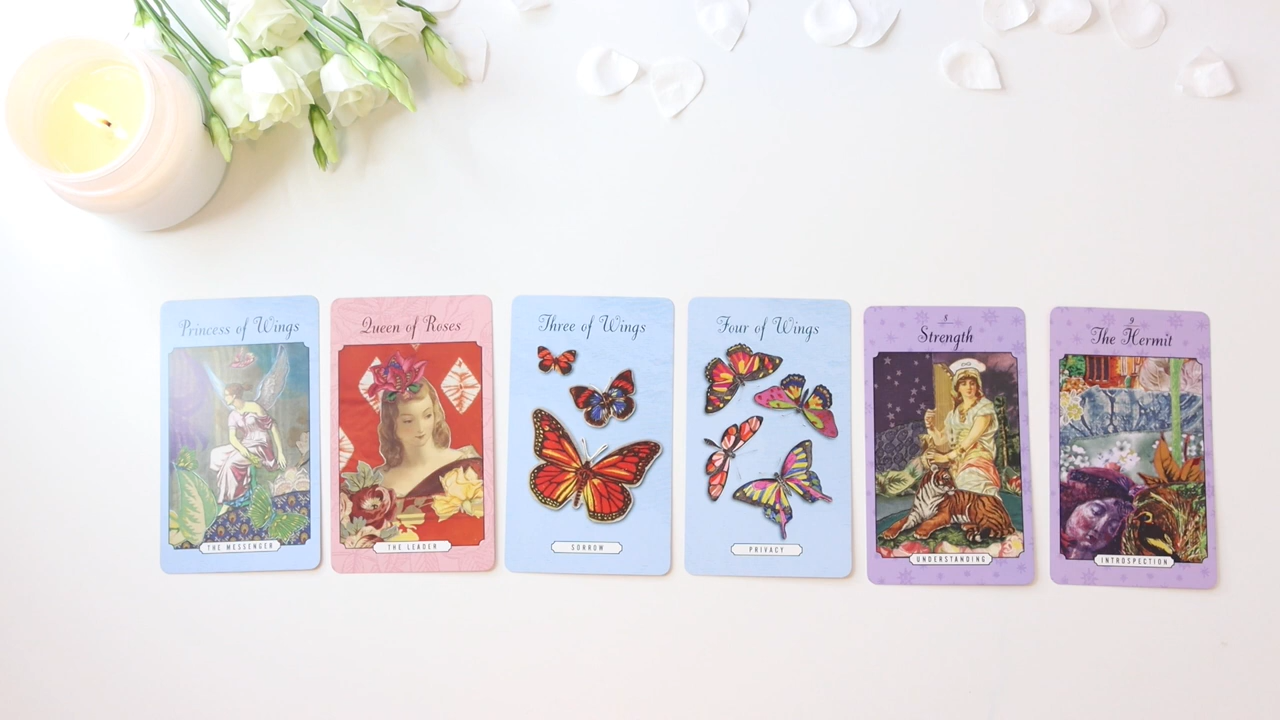 Princess of Wings
THE MESSENGER
Queen of Roses
THE LEADER
Three of Wings
SORROW
Four of Wings
PRIVACY
8
Strength
UNDERSTANDING
9
The Hermit
INTROSPECTION